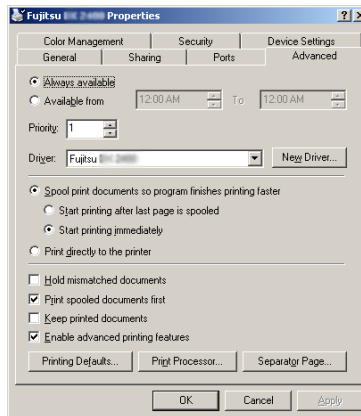 Fujitsu Properties
Color Management Security Device Settings
General Sharing Ports Advanced
Always available
Available from 12:00 AM To 12:00 AM
Priority: 1
Driver: Fujitsu New Driver...
Spool print documents so program finishes printing faster
Start printing after last page is spooled
Start printing immediately
Print directly to the printer
Hold mismatched documents
Print spooled documents first
Keep printed documents
Enable advanced printing features
Printing Defaults... Print Processor... Separator Page...
OK Cancel Apply